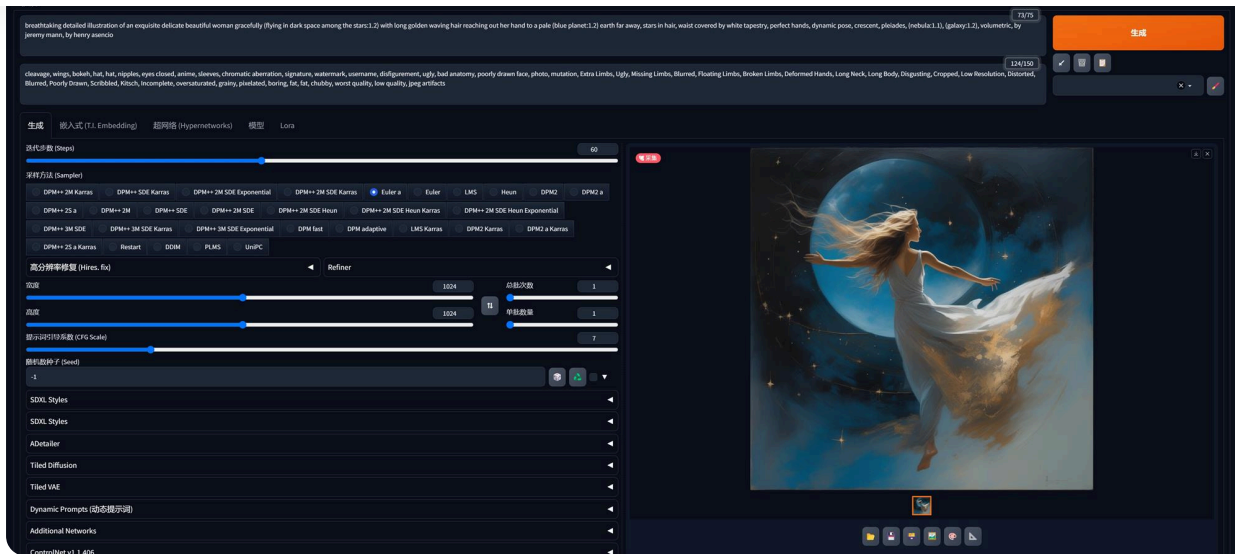 breathtaking detailed illustration of an exquisite delicate beautiful woman gracefully (flying in dark space among the stars:1.2) with long golden waving hair reaching out her hand to a pale (blue planet:1.2) earth far away, stars in hair, waist covered by white tapestry, perfect hands, dynamic pose, crescent, pleiades, (nebula:1.1), (galaxy:1.2), volumetric, by
jeremy mann, by henry asencio
73/75
生成
cleavage, wings, bokeh, hat, hat, nipples, eyes closed, anime, sleeves, chromatic aberration, signature, watermark, username, disfigurement, ugly, bad anatomy, poorly drawn face, photo, mutation, Extra Limbs, Ugly, Missing Limbs, Blurred, Floating Limbs, Broken Limbs, Deformed Hands, Long Neck, Long Body, Disgusting, Cropped, Low Resolution, Distorted,
Blurred, Poorly Drawn, Scribbled, Kitsch, Incomplete, oversaturated, grainy, pixelated, boring, fat, fat, chubby, worst quality, low quality, jpeg artifacts
124/150
生成 嵌入式 (T.I. Embedding) 超网络 (Hypernetworks) 模型 Lora
迭代步数 (Steps) 60
采样方法 (Sampler)
DPM++ 2M Karras DPM++ SDE Karras DPM++ 2M SDE Exponential DPM++ 2M SDE Karras Euler a Euler LMS Heun DPM2 DPM2 a
DPM++ 2S a DPM++ 2M DPM++ SDE DPM++ 2M SDE DPM++ 2M SDE Heun DPM++ 2M SDE Heun Karras DPM++ 2M SDE Heun Exponential
DPM++ 3M SDE DPM++ 3M SDE Karras DPM++ 3M SDE Exponential DPM fast DPM adaptive LMS Karras DPM2 Karras DPM2 a Karras
DPM++ 2S a Karras Restart DDIM PLMS UniPC
高分辨率修复 (Hires. fix) Refiner
宽度 1024 总批次数 1
高度 1024 单批数量 1
提示词引导系数 (CFG Scale) 7
随机数种子 (Seed)
-1
SDXL Styles
SDXL Styles
ADetailer
Tiled Diffusion
Tiled VAE
Dynamic Prompts (动态提示词)
Additional Networks
ControlNet v1.1.406
采集